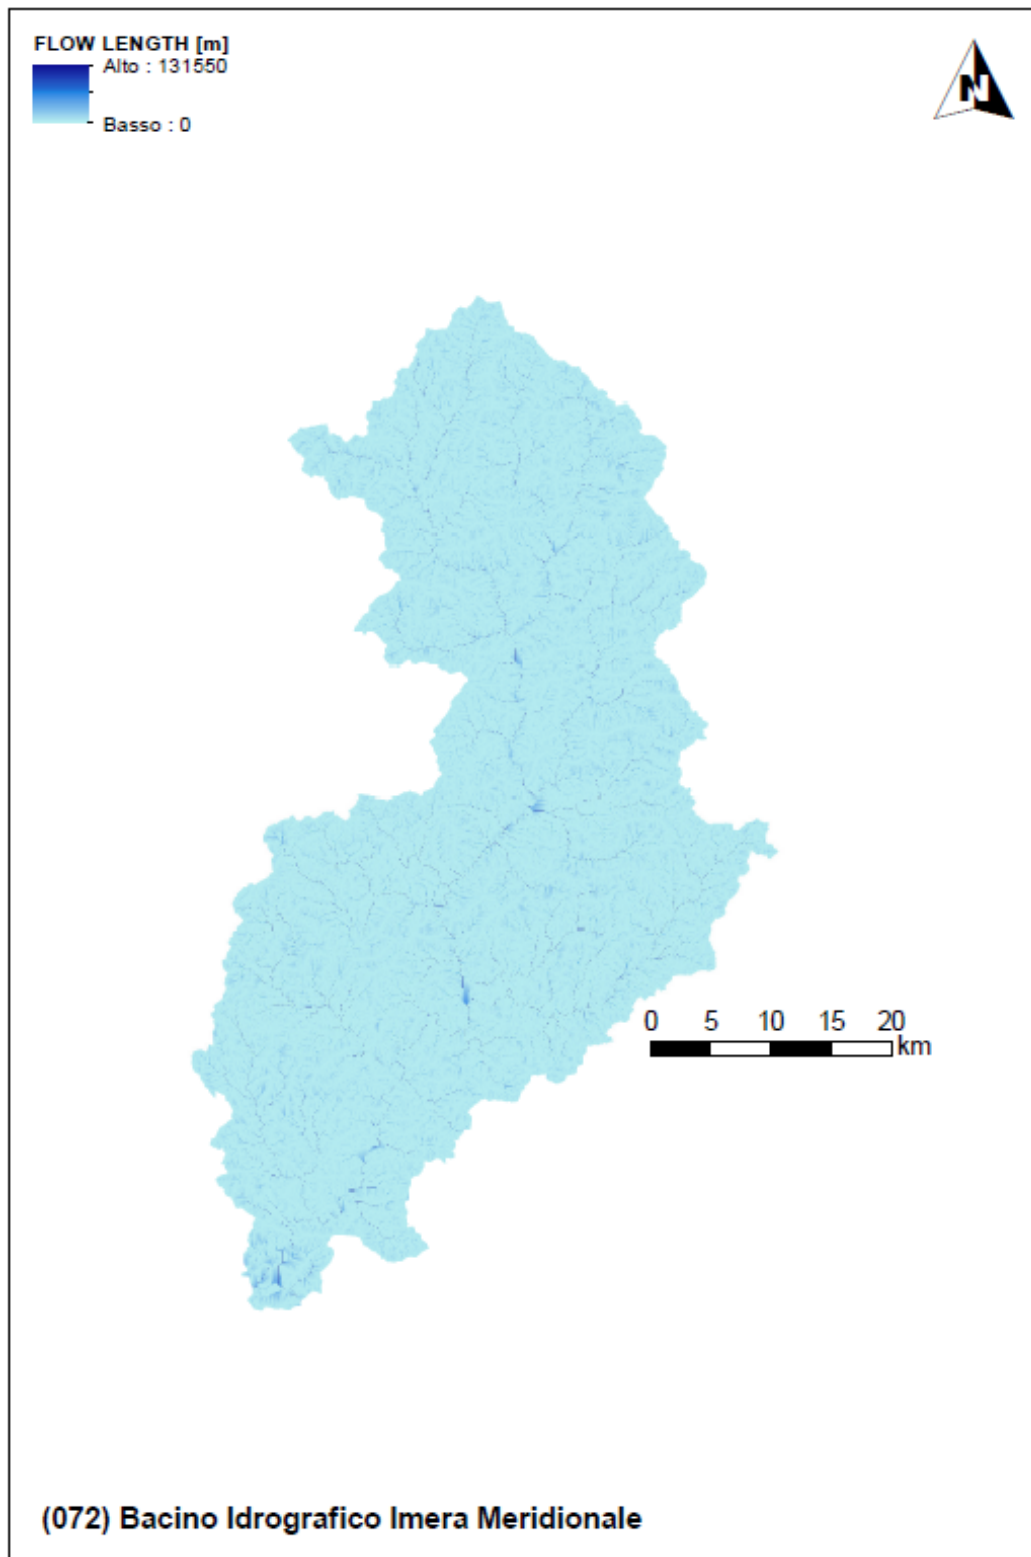 FLOW LENGTH [m]
Alto : 131550
Basso : 0
N
0 5 10 15 20
km
(072) Bacino Idrografico Imera Meridionale